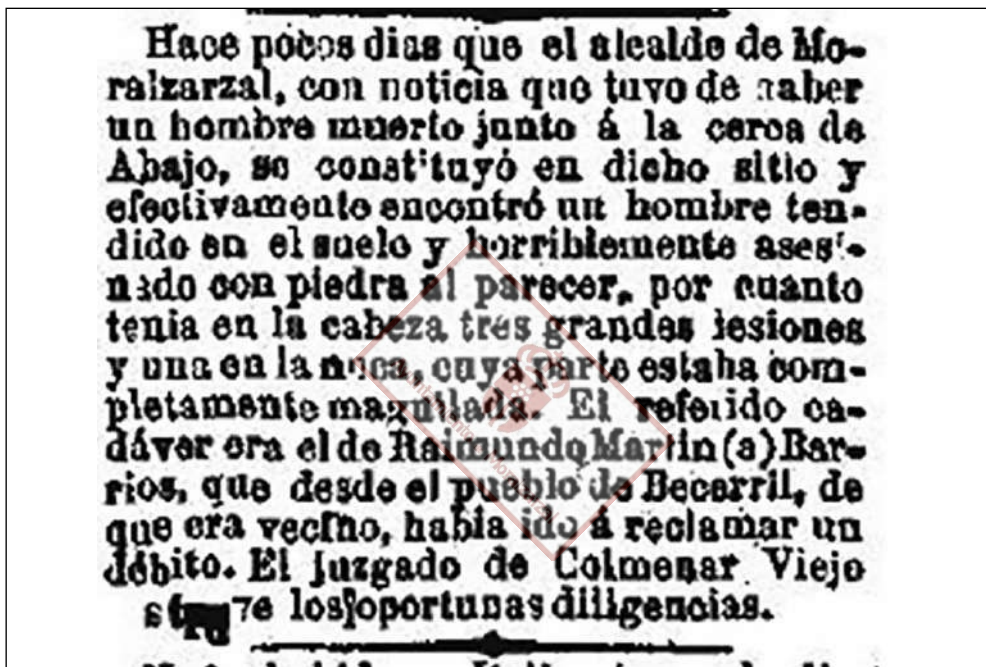 Hace pocos dias que el alcalde de Mo-
ralzarzal, con noticia que tuvo de haber
un hombre muerto junto á la cerca de
Abajo, se constituyó en dicho sitio y
efectivamente encontró un hombre ten-
dido en el suelo y horriblemente asesi-
nado con piedra al parecer, por cuanto
tenia en la cabeza tres grandes lesiones
y una en la nuca, cuya parte estaba com-
pletamente magullada. El referido ca-
dáver era el de Raimundo Martin (a) Bar-
rios, que desde el pueblo de Becerril, de
que era vecino, habia ido á reclamar un
débito. El juzgado de Colmenar Viejo
los oportunas diligencias.